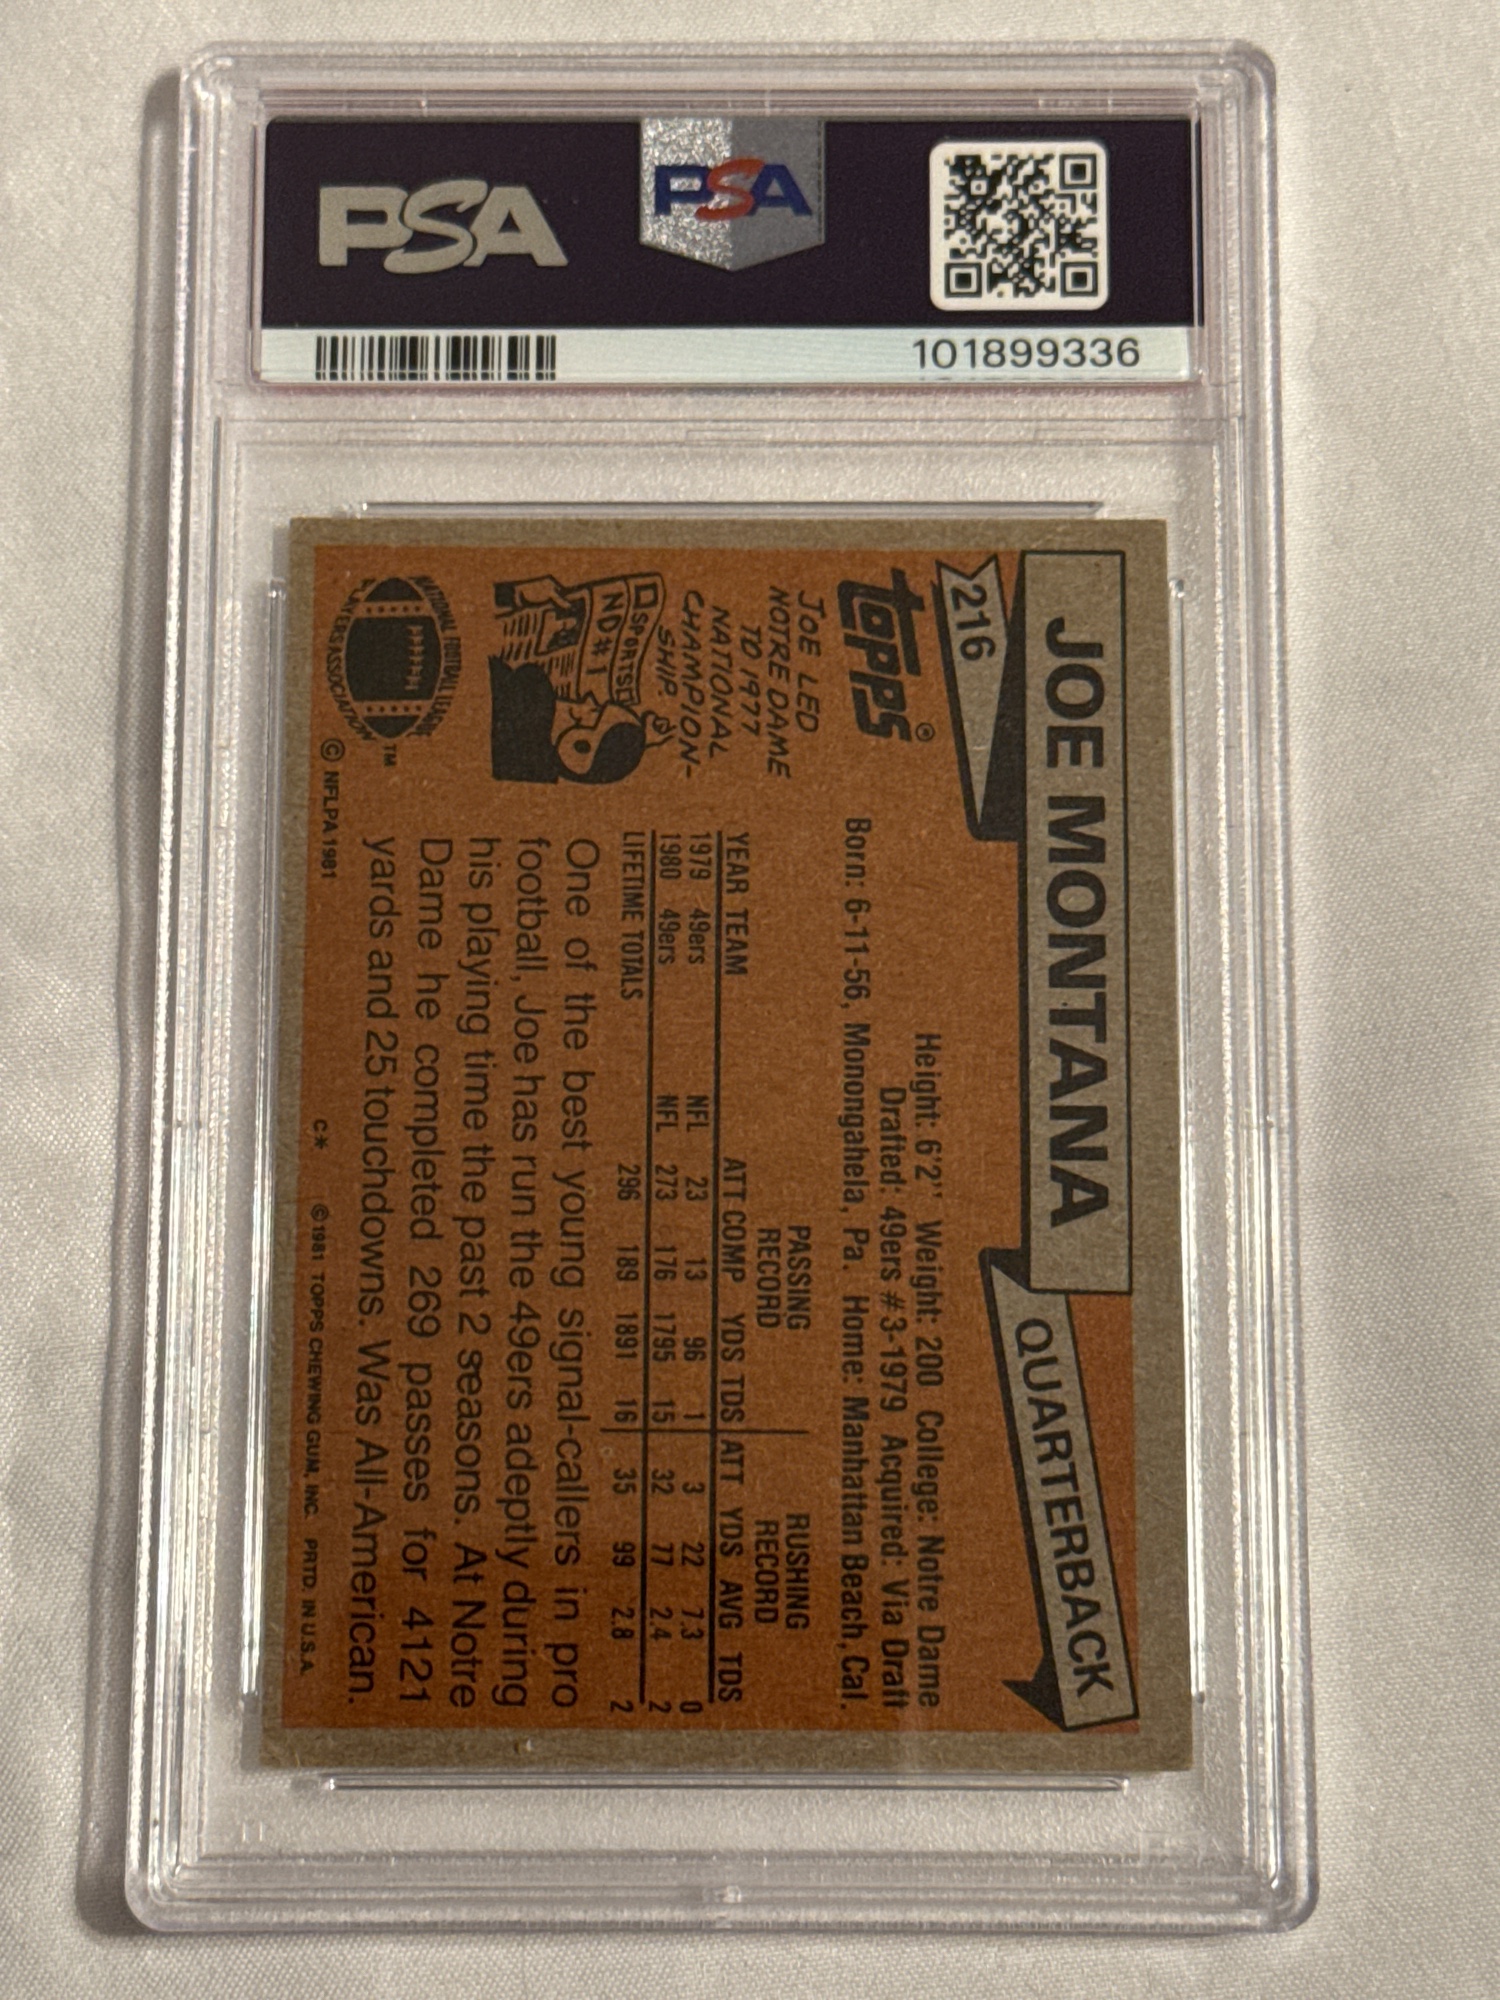 PSA
PSA
101899336
JOE MONTANA
QUARTERBACK
216
Topps®
Height: 6'2" Weight: 200 College: Notre Dame
Drafted: 49ers #3-1979 Acquired: Via Draft
Born: 6-11-56, Monongahela, Pa. Home: Manhattan Beach, Cal.
JOE LED
NOTRE DAME
TO 1977
NATIONAL
CHAMPION-
SHIP.
SPORTS
ND #1
PASSING RUSHING
RECORD RECORD
YEAR TEAM ATT COMP YDS TDS ATT YDS AVG TDS
1979 49ers NFL 23 13 96 1 3 22 7.3 0
1980 49ers NFL 273 176 1795 15 32 77 2.4 2
LIFETIME TOTALS 296 189 1891 16 35 99 2.8 2
One of the best young signal-callers in pro
football, Joe has run the 49ers adeptly during
his playing time the past 2 seasons. At Notre
Dame he completed 269 passes for 4121
yards and 25 touchdowns. Was All-American.
NATIONAL FOOTBALL LEAGUE
PLAYERS ASSOCIATION
™
© NFLPA 1981
C* ©1981 TOPPS CHEWING GUM, INC. PRTD. IN U.S.A.